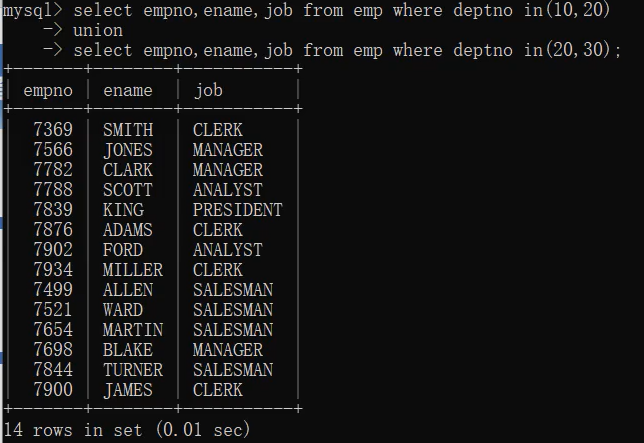 mysql> select empno,ename,job from emp where deptno in(10,20)
    -> union
    -> select empno,ename,job from emp where deptno in(20,30);
+-------+--------+-----------+
| empno | ename  | job       |
+-------+--------+-----------+
|  7369 | SMITH  | CLERK     |
|  7566 | JONES  | MANAGER   |
|  7782 | CLARK  | MANAGER   |
|  7788 | SCOTT  | ANALYST   |
|  7839 | KING   | PRESIDENT |
|  7876 | ADAMS  | CLERK     |
|  7902 | FORD   | ANALYST   |
|  7934 | MILLER | CLERK     |
|  7499 | ALLEN  | SALESMAN  |
|  7521 | WARD   | SALESMAN  |
|  7654 | MARTIN | SALESMAN  |
|  7698 | BLAKE  | MANAGER   |
|  7844 | TURNER | SALESMAN  |
|  7900 | JAMES  | CLERK     |
+-------+--------+-----------+
14 rows in set (0.01 sec)